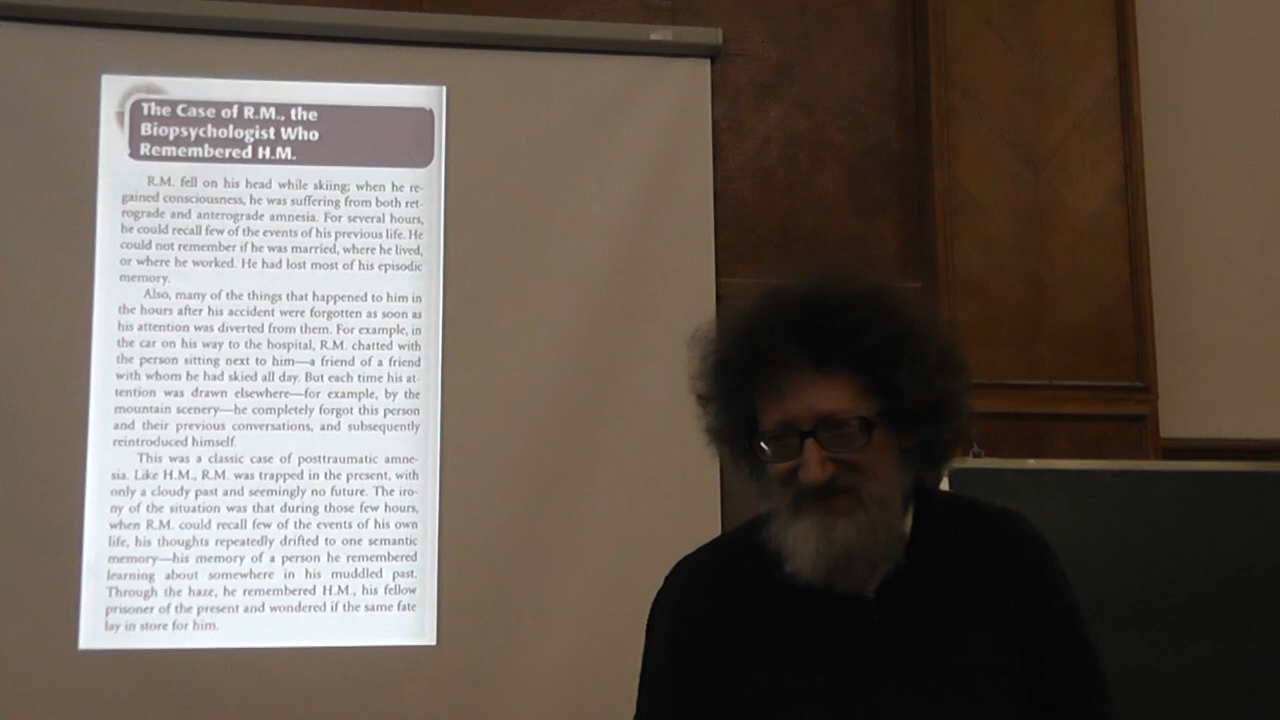 The Case of R.M., the
Biopsychologist Who
Remembered H.M.
R.M. fell on his head while skiing; when he re-
gained consciousness, he was suffering from both ret-
rograde and anterograde amnesia. For several hours,
he could recall few of the events of his previous life. He
could not remember if he was married, where he lived,
or where he worked. He had lost most of his episodic
memory.
Also, many of the things that happened to him in
the hours after his accident were forgotten as soon as
his attention was diverted from them. For example, in
the car on his way to the hospital, R.M. chatted with
the person sitting next to him—a friend of a friend
with whom he had skied all day. But each time his at-
tention was drawn elsewhere—for example, by the
mountain scenery—he completely forgot this person
and their previous conversations, and subsequently
reintroduced himself.
This was a classic case of posttraumatic amne-
sia. Like H.M., R.M. was trapped in the present, with
only a cloudy past and seemingly no future. The iro-
ny of the situation was that during those few hours,
when R.M. could recall few of the events of his own
life, his thoughts repeatedly drifted to one semantic
memory—his memory of a person he remembered
learning about somewhere in his muddled past.
Through the haze, he remembered H.M., his fellow
prisoner of the present and wondered if the same fate
lay in store for him.